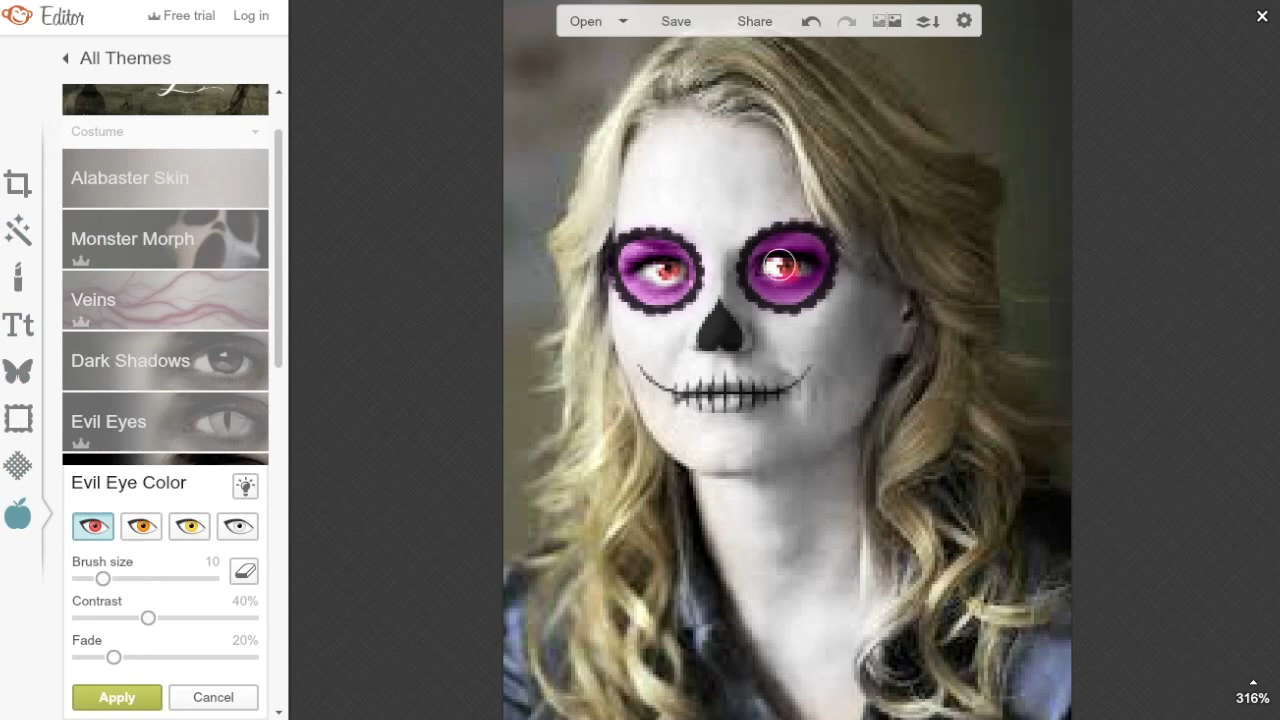 Editor
Free trial
Log in
Open
Save
Share
All Themes
Costume
Alabaster Skin
Monster Morph
Veins
Dark Shadows
Evil Eyes
Evil Eye Color
Brush size 10
Contrast 40%
Fade 20%
Apply
Cancel
316%
Tt